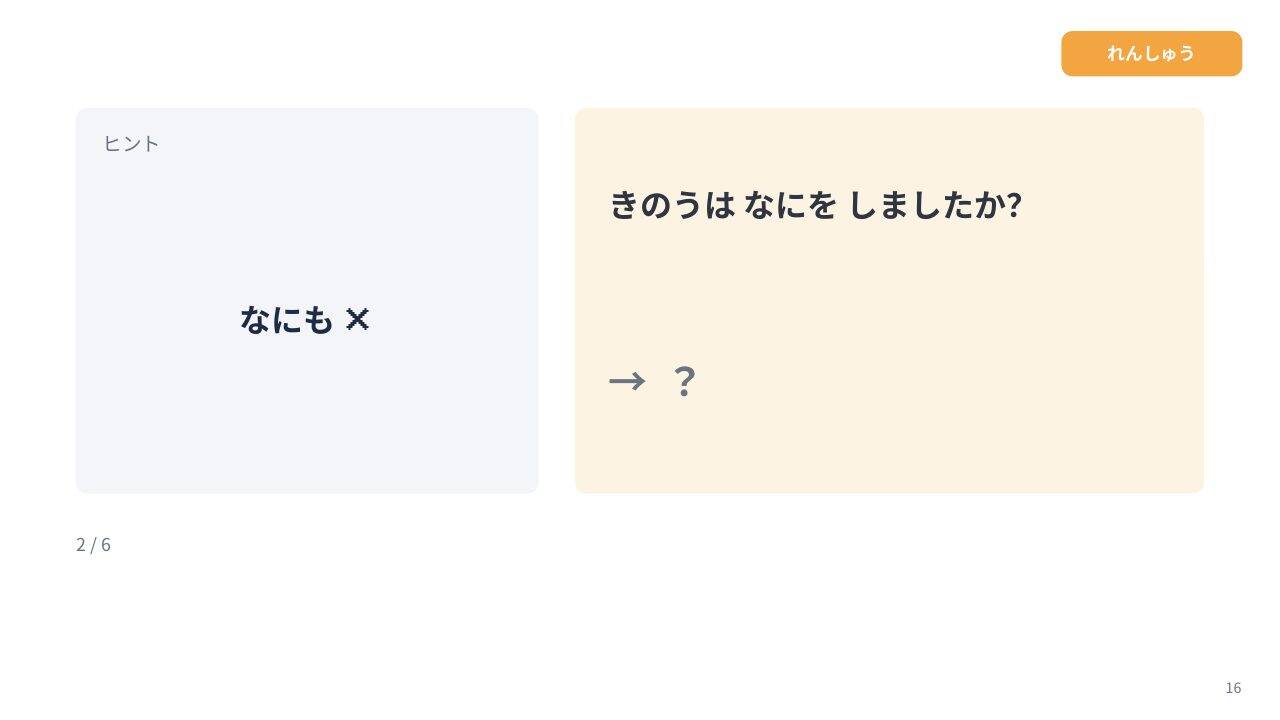 れんしゅう
ヒント
なにも ✕
きのうは なにを しましたか?
→ ？
2 / 6
16